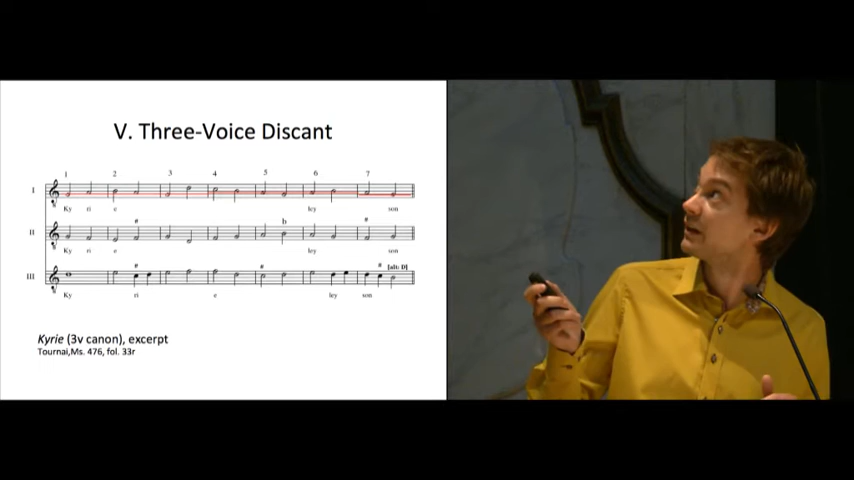 V. Three-Voice Discant
1 2 3 4 5 6 7
I
Ky ri e ley son
II
Ky ri e ley son
III
[alt: D]
Ky ri e ley son
Kyrie (3v canon), excerpt
Tournai,Ms. 476, fol. 33r